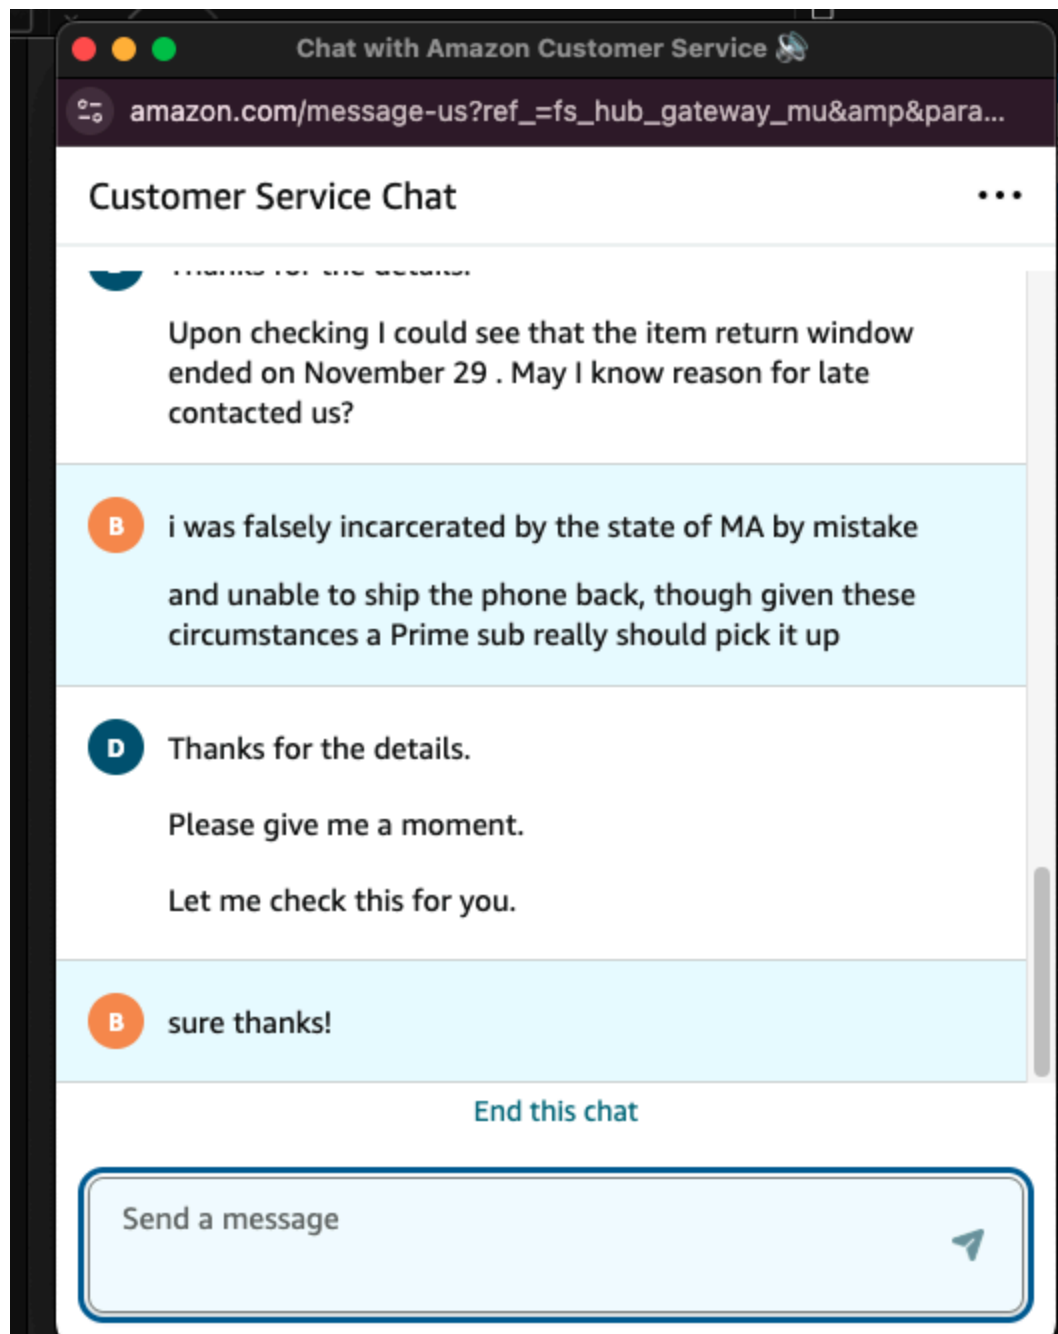 Chat with Amazon Customer Service
amazon.com/message-us?ref_=fs_hub_gateway_mu&amp&para...
Customer Service Chat
Thanks for the details.
Upon checking I could see that the item return window
ended on November 29 . May I know reason for late
contacted us?
B
i was falsely incarcerated by the state of MA by mistake
and unable to ship the phone back, though given these
circumstances a Prime sub really should pick it up
D
Thanks for the details.
Please give me a moment.
Let me check this for you.
B
sure thanks!
End this chat
Send a message